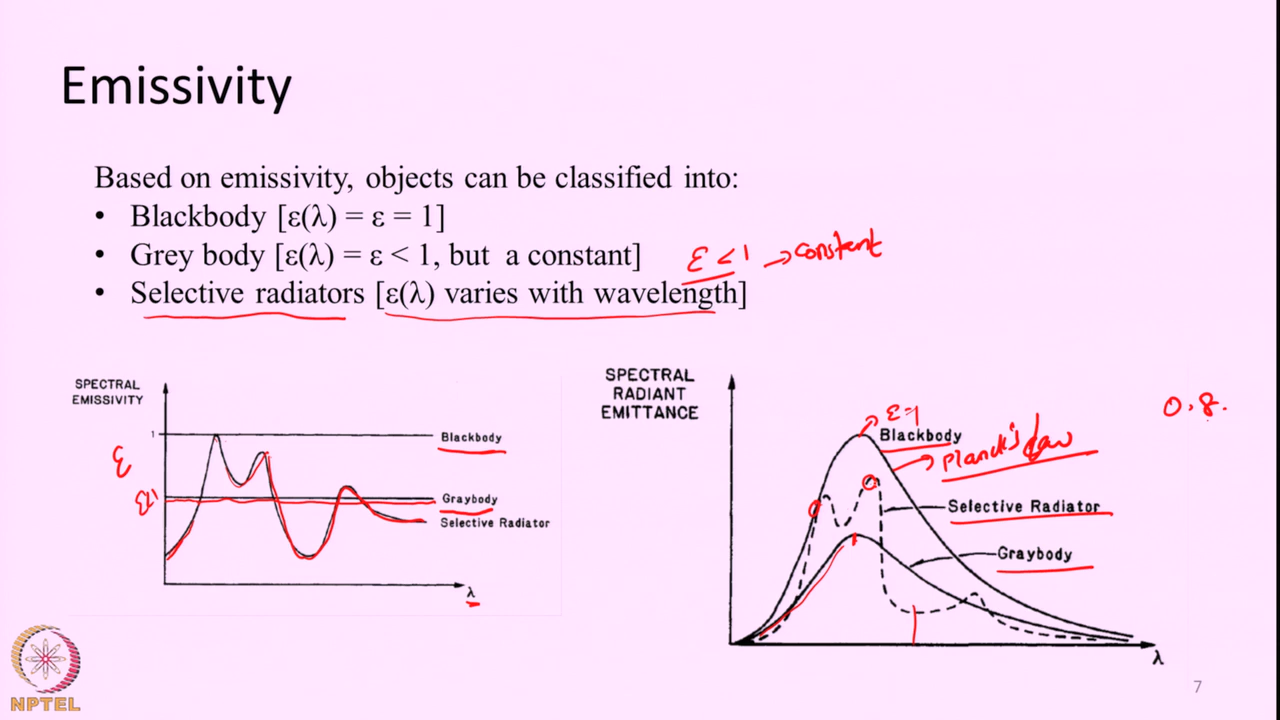 Emissivity
Based on emissivity, objects can be classified into:
• Blackbody [ε(λ) = ε = 1]
• Grey body [ε(λ) = ε < 1, but a constant]
ε < 1 → constant
• Selective radiators [ε(λ) varies with wavelength]
SPECTRAL
EMISSIVITY
1
Blackbody
ε
ε<1
Graybody
Selective Radiator
λ
SPECTRAL
RADIANT
EMITTANCE
ε=1
Blackbody
Planck's law
Selective Radiator
Graybody
λ
0.8.
NPTEL
7